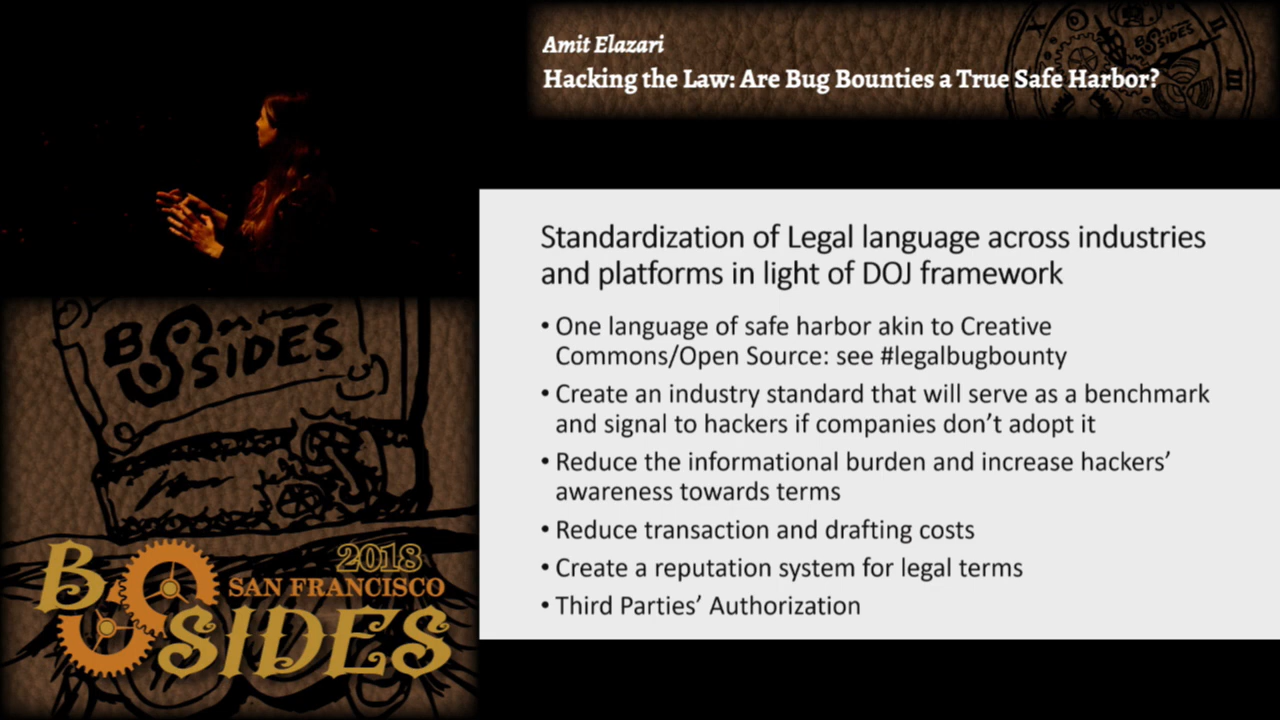 Amit Elazari
Hacking the Law: Are Bug Bounties a True Safe Harbor?
Standardization of Legal language across industries
and platforms in light of DOJ framework
• One language of safe harbor akin to Creative
Commons/Open Source: see #legalbugbounty
• Create an industry standard that will serve as a benchmark
and signal to hackers if companies don't adopt it
• Reduce the informational burden and increase hackers'
awareness towards terms
• Reduce transaction and drafting costs
• Create a reputation system for legal terms
• Third Parties' Authorization
BSIDES
BSIDES
2018
SAN FRANCISCO
BSIDES